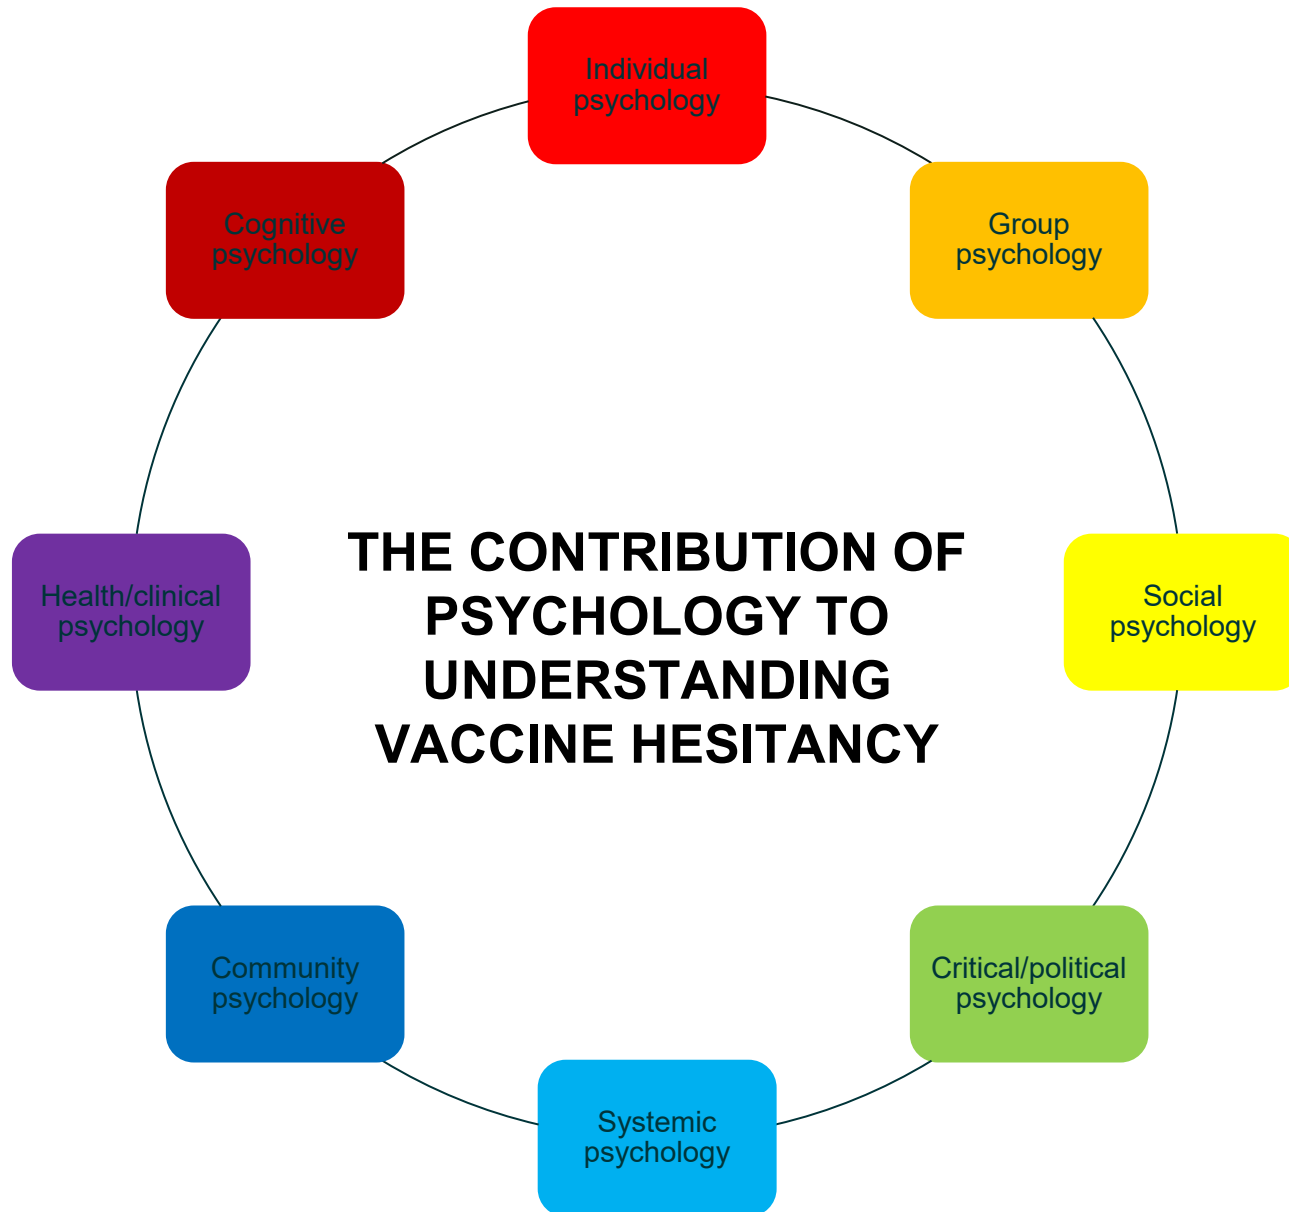 Individual
psychology
Group
psychology
Social
psychology
Critical/political
psychology
Systemic
psychology
Community
psychology
Health/clinical
psychology
Cognitive
psychology
THE CONTRIBUTION OF
PSYCHOLOGY TO
UNDERSTANDING
VACCINE HESITANCY